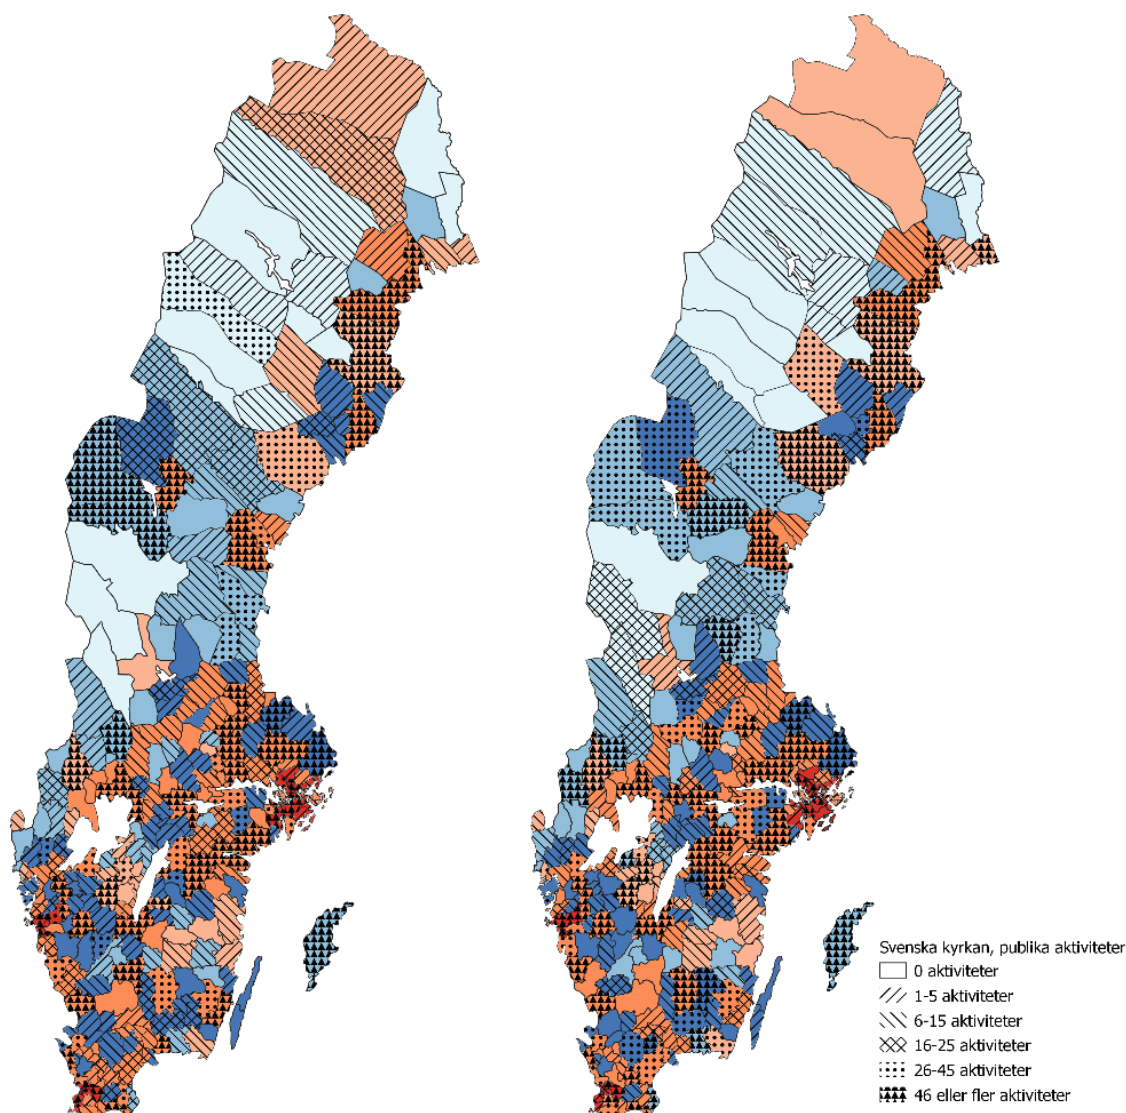 Svenska kyrkan, publika aktiviteter
0 aktiviteter
1-5 aktiviteter
6-15 aktiviteter
16-25 aktiviteter
26-45 aktiviteter
46 eller fler aktiviteter